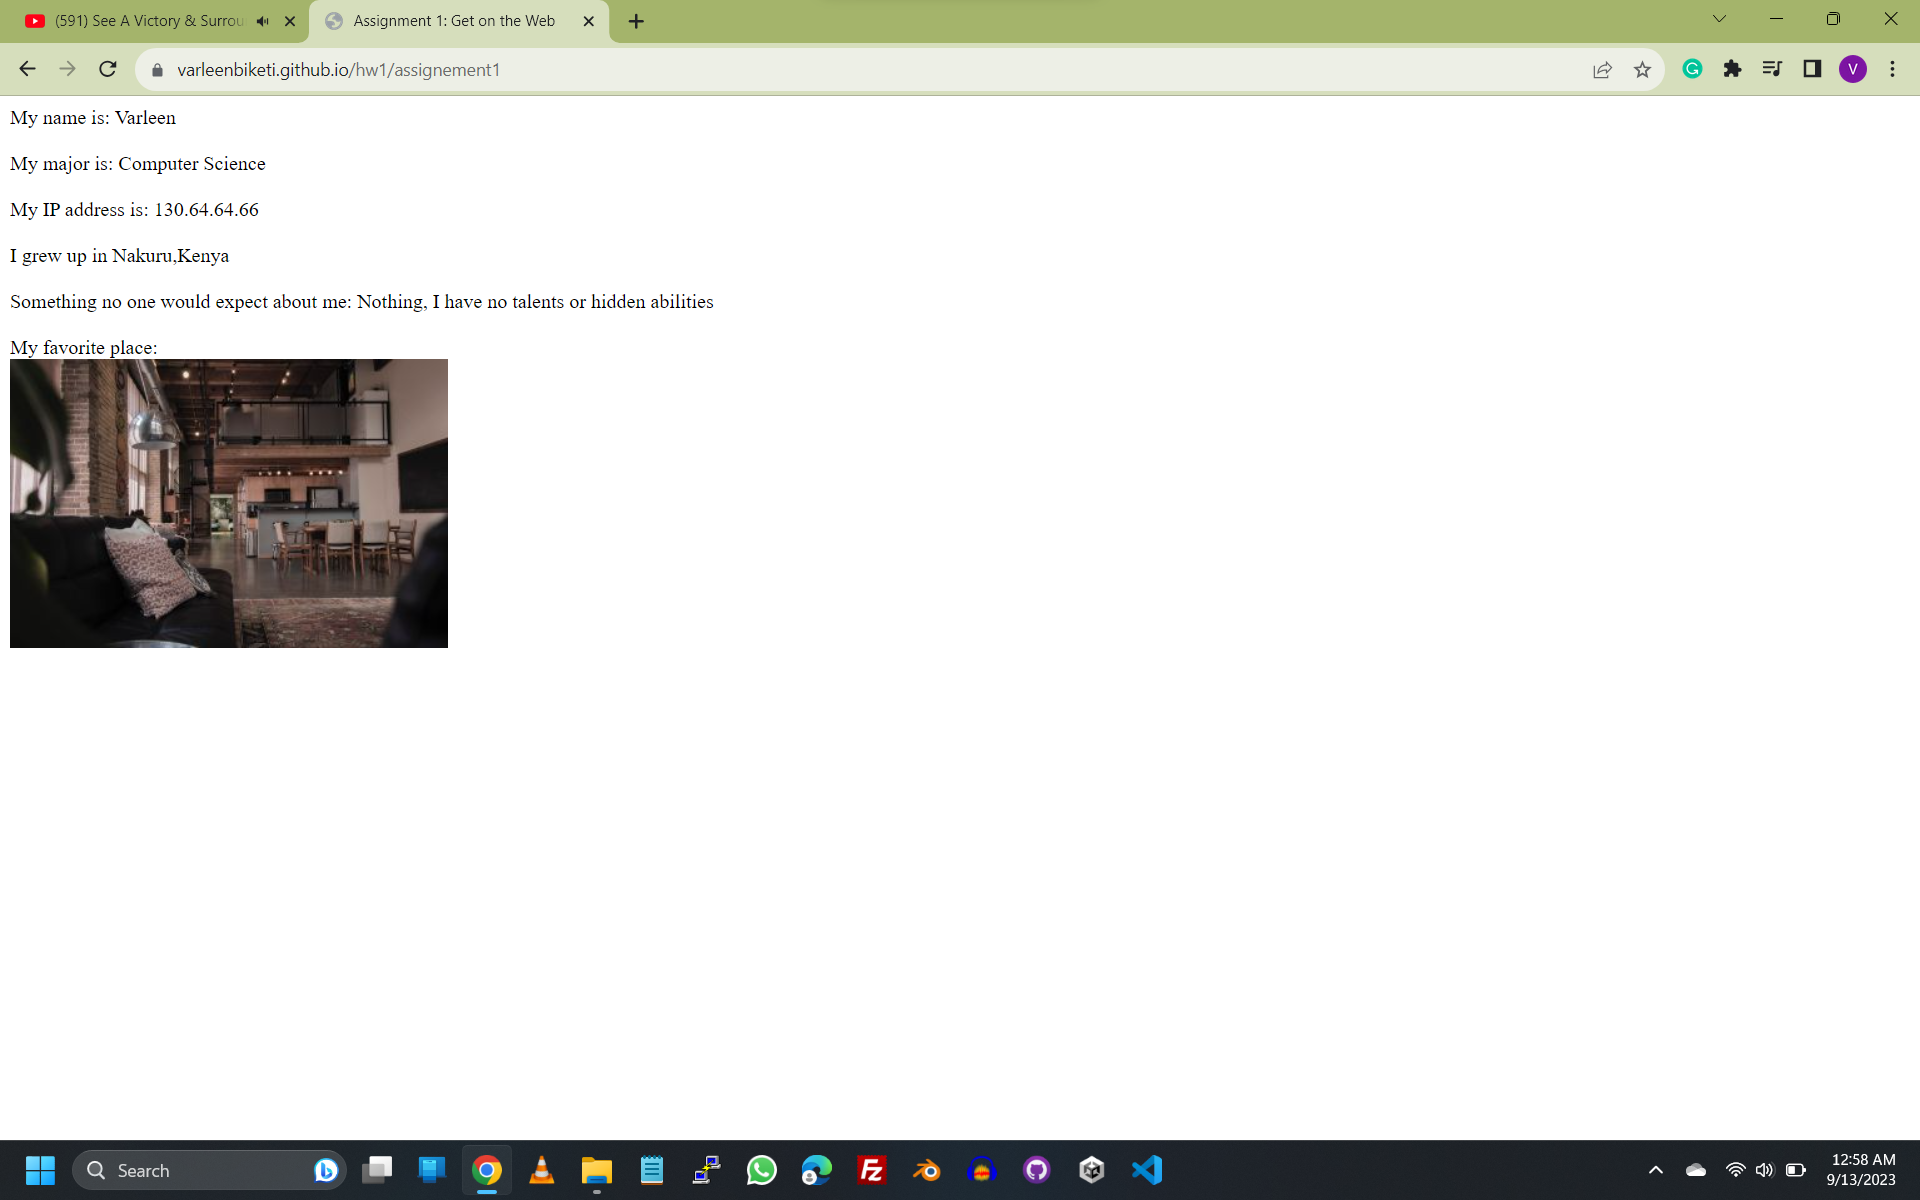 (591) See A Victory & Surrou
Assignment 1: Get on the Web
varleenbiketi.github.io/hw1/assignement1
V
My name is: Varleen
My major is: Computer Science
My IP address is: 130.64.64.66
I grew up in Nakuru,Kenya
Something no one would expect about me: Nothing, I have no talents or hidden abilities
My favorite place:
Search
12:58 AM
9/13/2023